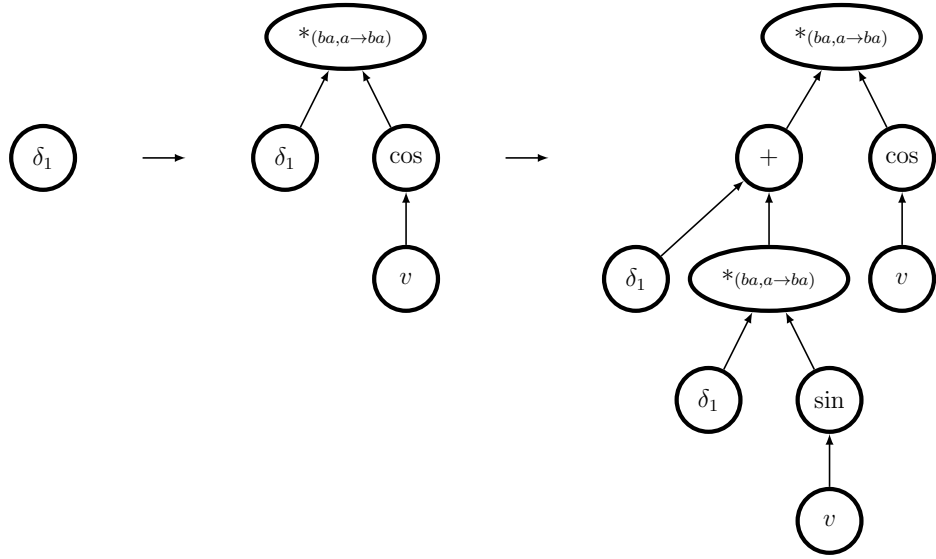 *(ba,a→ba) *(ba,a→ba)
δ1 δ1 cos + cos
v δ1 *(ba,a→ba) v
δ1 sin
v